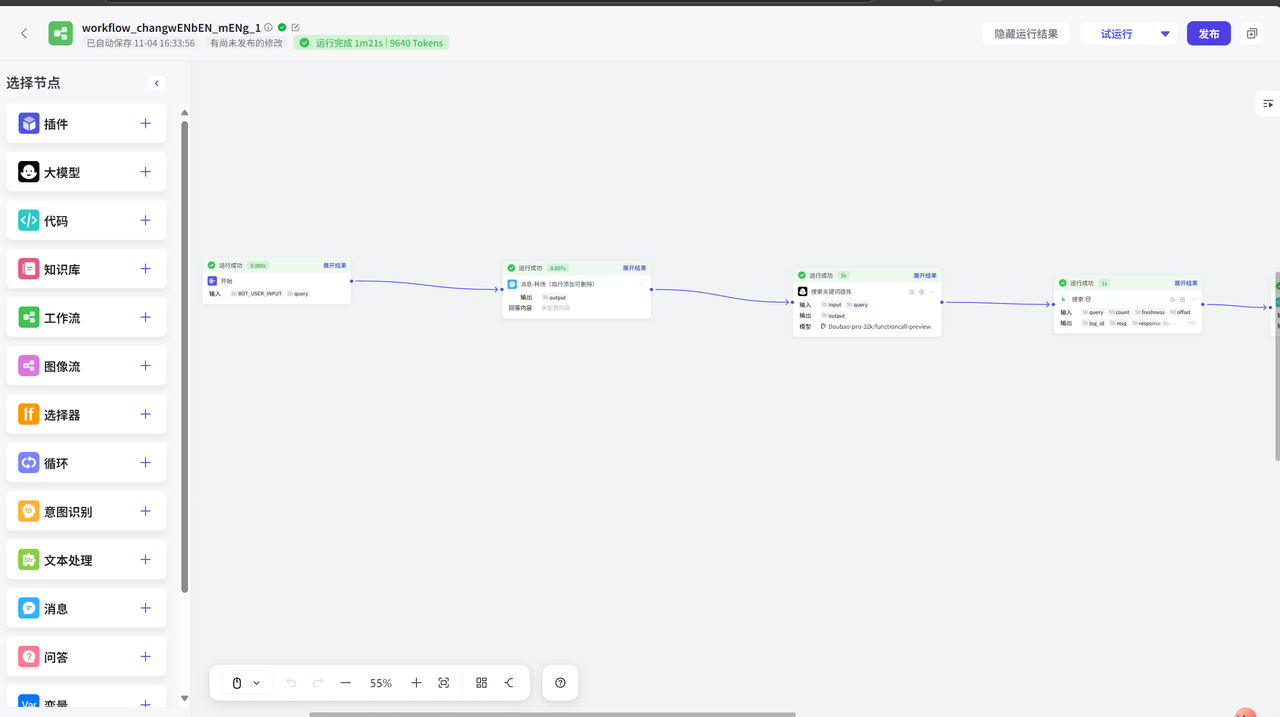 workflow_changwENbEN_mENg_1
已自动保存 11-04 16:33:56 有尚未发布的修改 运行完成 1m21s | 9640 Tokens
隐藏运行结果 试运行 发布
选择节点
插件
大模型
代码
知识库
工作流
图像流
If 选择器
循环
意图识别
Str 文本处理
消息
问答
Var 变量
运行成功 0.000s 展开结果
开始
输入 Str BOT_USER_INPUT Str query
运行成功 0.007s 展开结果
消息-转场（自行添加可删除）
输出 Str output
回答内容 未配置内容
运行成功 3s 展开结果
搜索关键词提炼
输入 Str input Str query
输出 Str output
模型 Doubao-pro-32k/functioncall-preview
运行成功 1s 展开结果
搜索
输入 Str query count Str freshness offset
输出 log_id Str msg Str response_for
55%